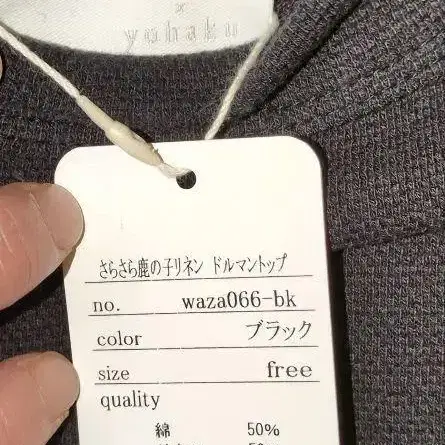 ×
yohaku
さらさら鹿の子リネン ドルマントップ
no. waza066-bk
color ブラック
size free
quality
綿 50%